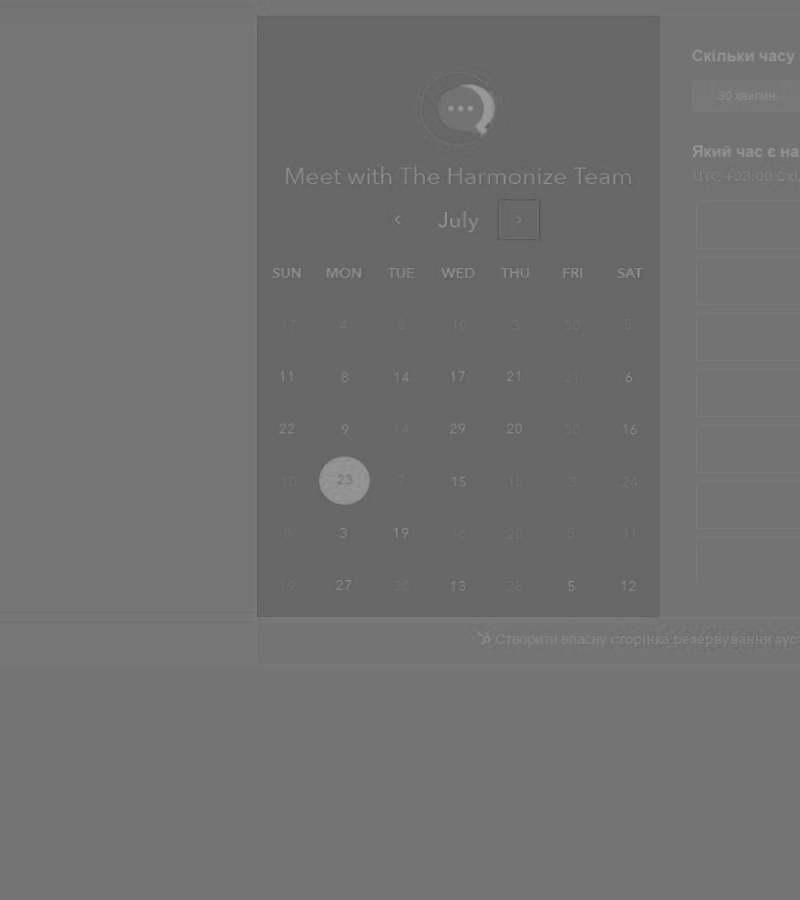 Meet with The Harmonize Team
July
SUN MON TUE WED THU FRI SAT
17 4 8 10 3 30 5
11 8 14 17 21 21 6
22 9 14 29 20 30 16
10 23 7 15 15 3 24
8 3 19 16 20 5 31
19 27 30 13 28 5 12
Скільки часу
30 хвилин
Який час є на
UTC +03:00 Схі
Створити власну сторінка резервування зуст